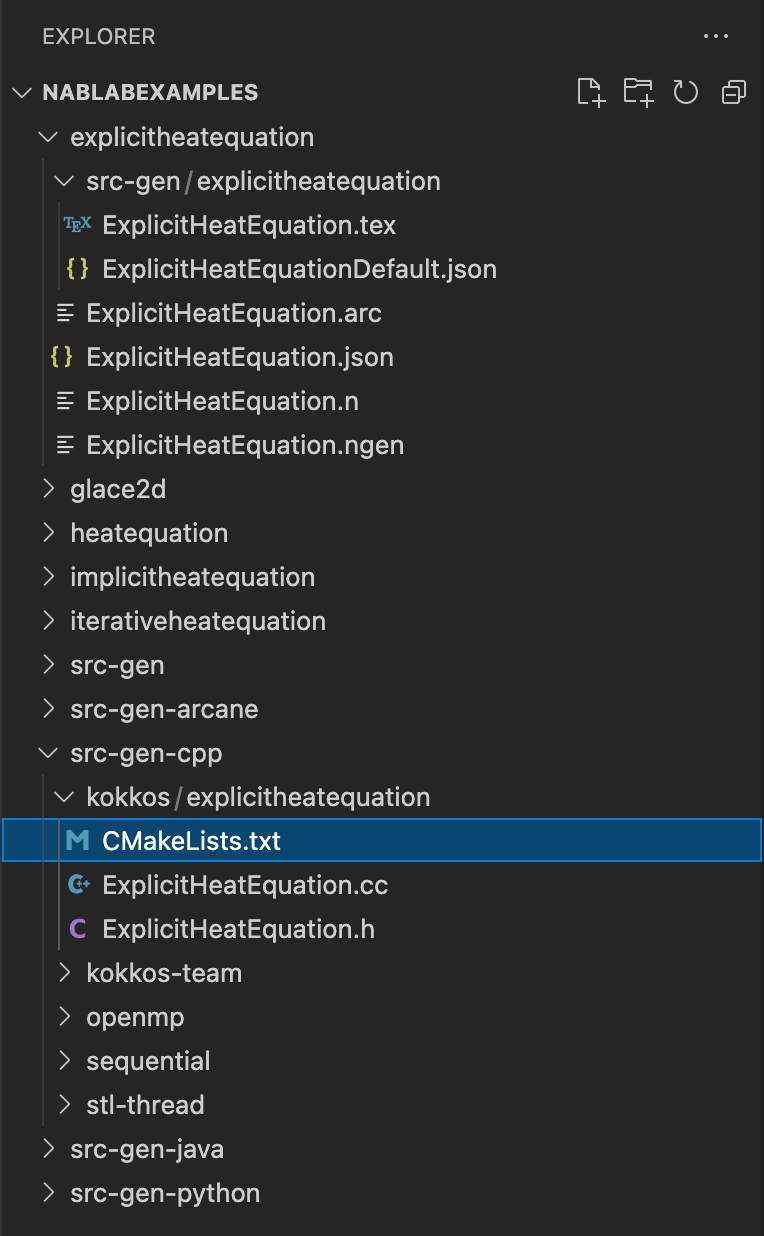 EXPLORER
NABLABEXAMPLES
explicitheatequation
src-gen/explicitheatequation
TEX ExplicitHeatEquation.tex
{} ExplicitHeatEquationDefault.json
ExplicitHeatEquation.arc
{} ExplicitHeatEquation.json
ExplicitHeatEquation.n
ExplicitHeatEquation.ngen
glace2d
heatequation
implicitheatequation
iterativeheatequation
src-gen
src-gen-arcane
src-gen-cpp
kokkos/explicitheatequation
M CMakeLists.txt
C++ ExplicitHeatEquation.cc
C ExplicitHeatEquation.h
kokkos-team
openmp
sequential
stl-thread
src-gen-java
src-gen-python